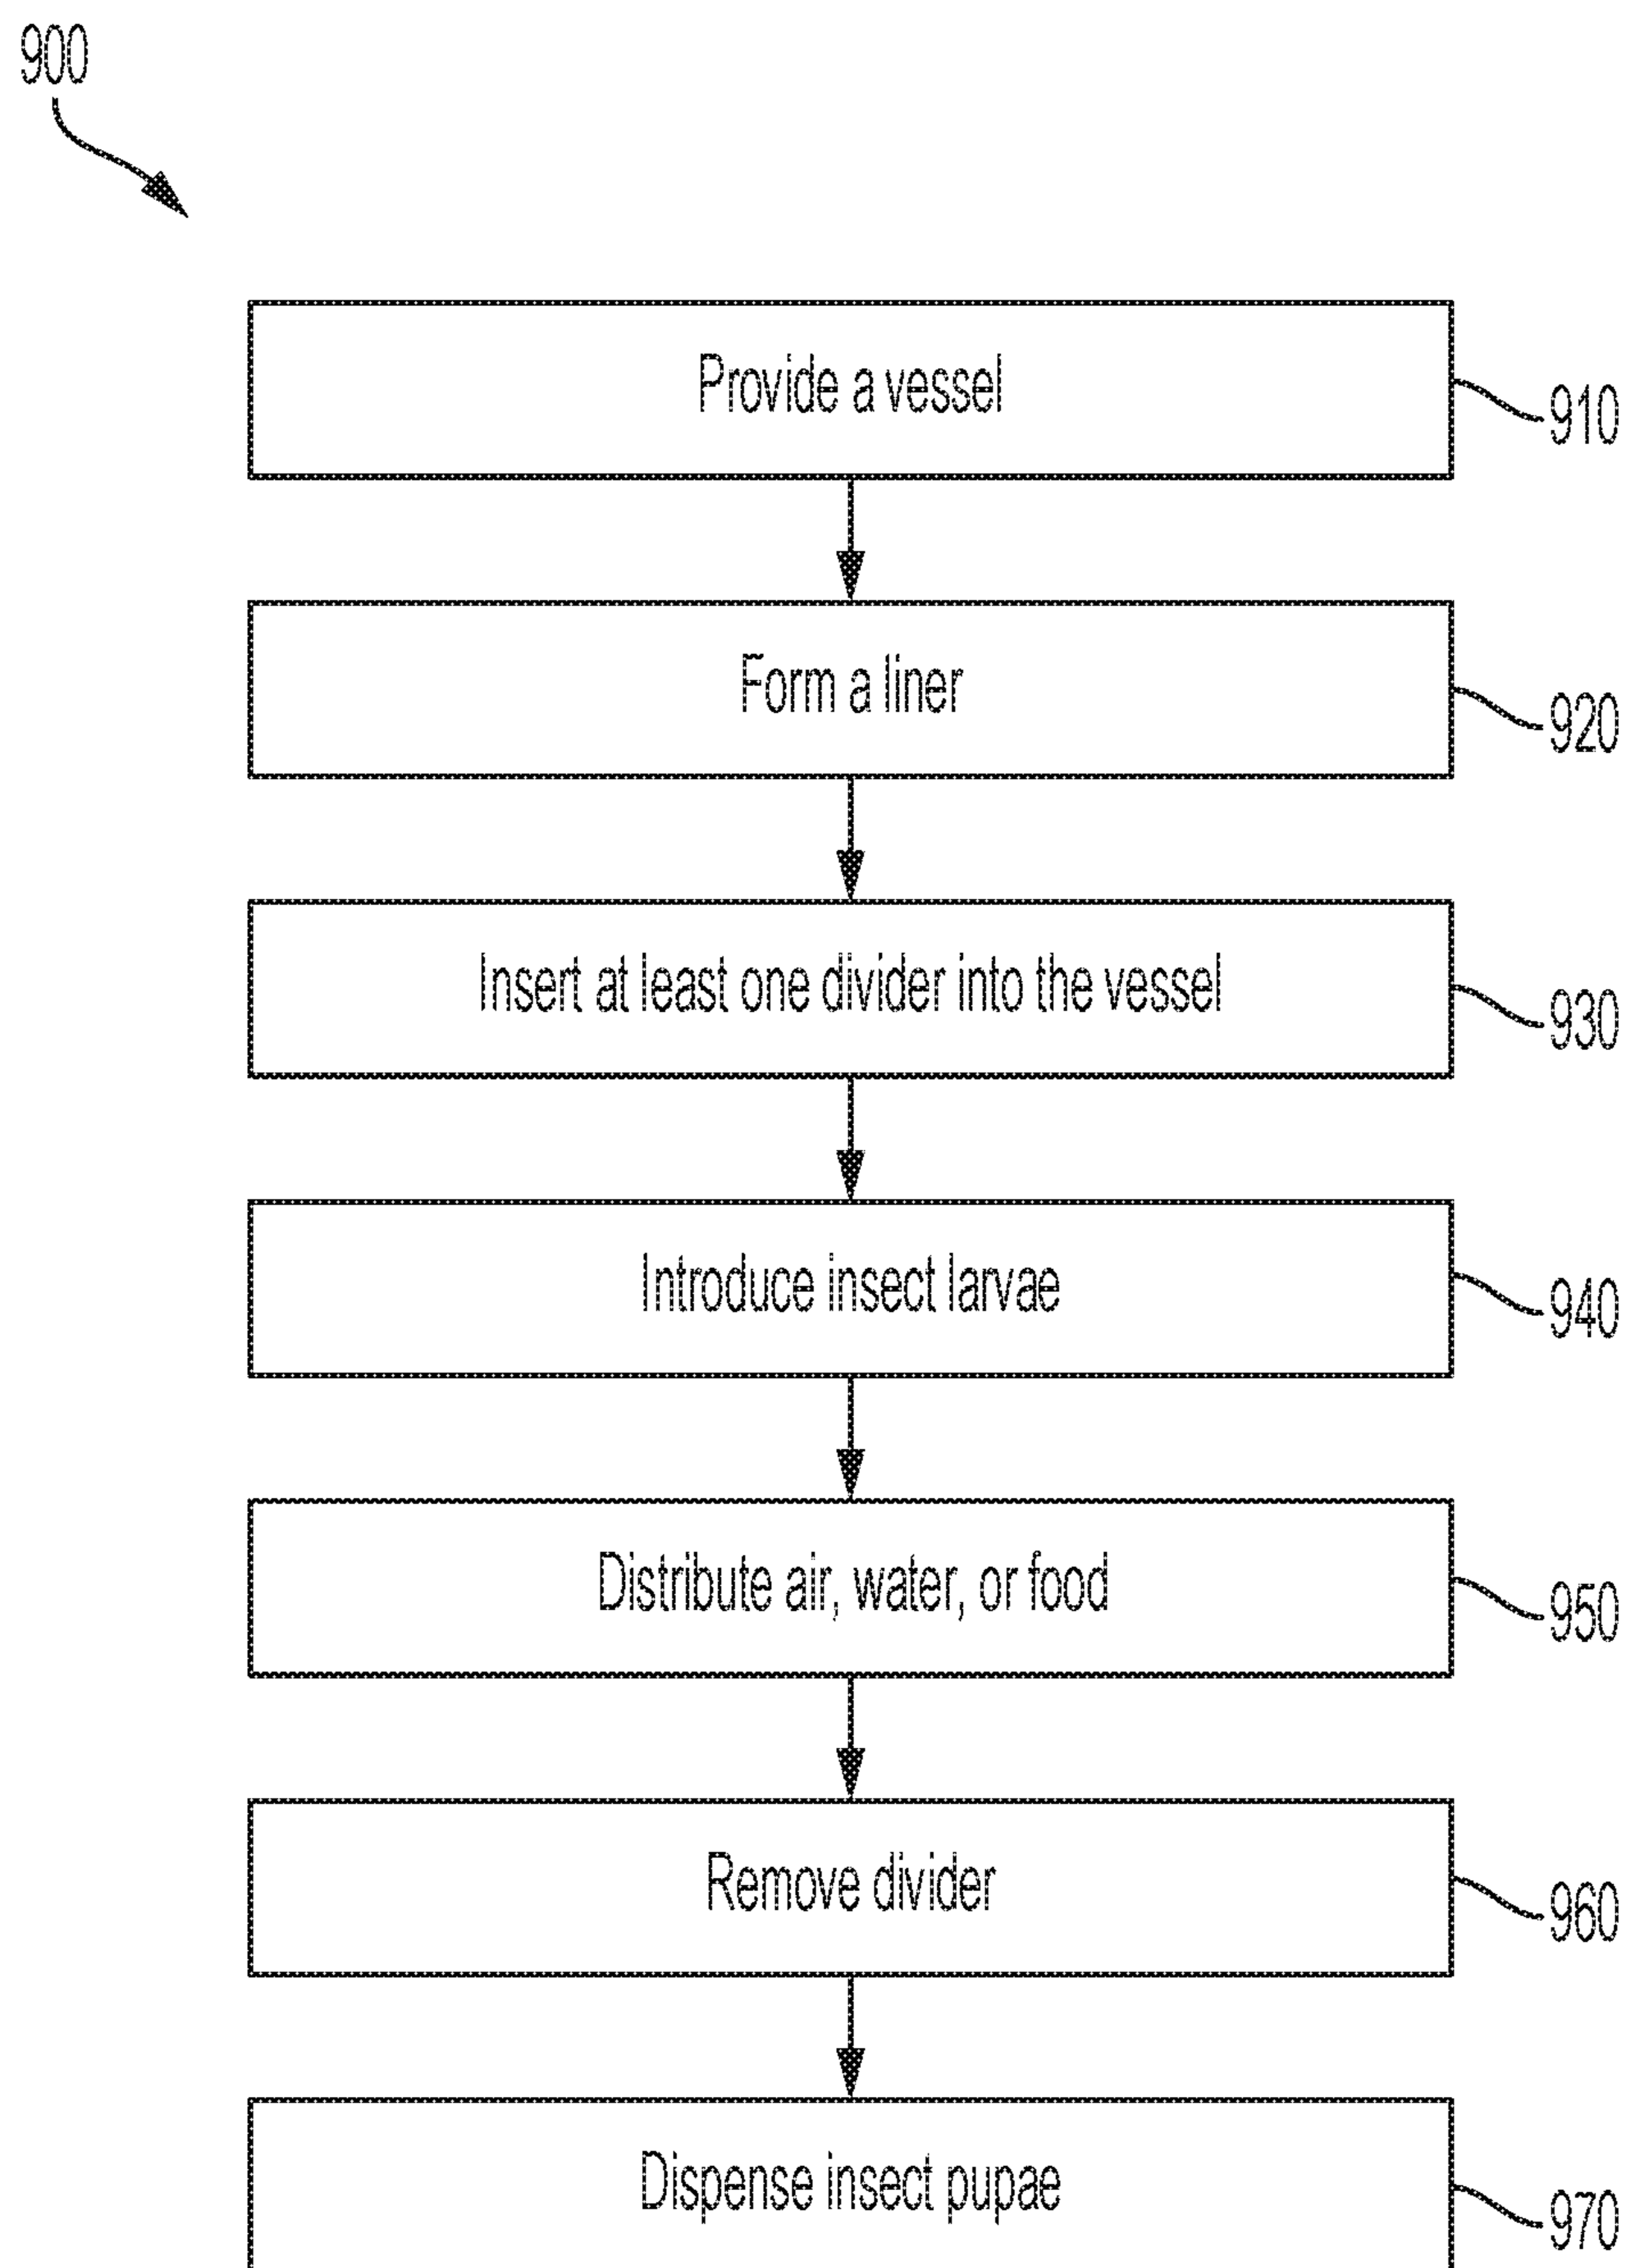 900
Provide a vessel
910
Form a liner
920
Insert at least one divider into the vessel
930
Introduce insect larvae
940
Distribute air, water, or food
950
Remove divider
960
Dispense insect pupae
970